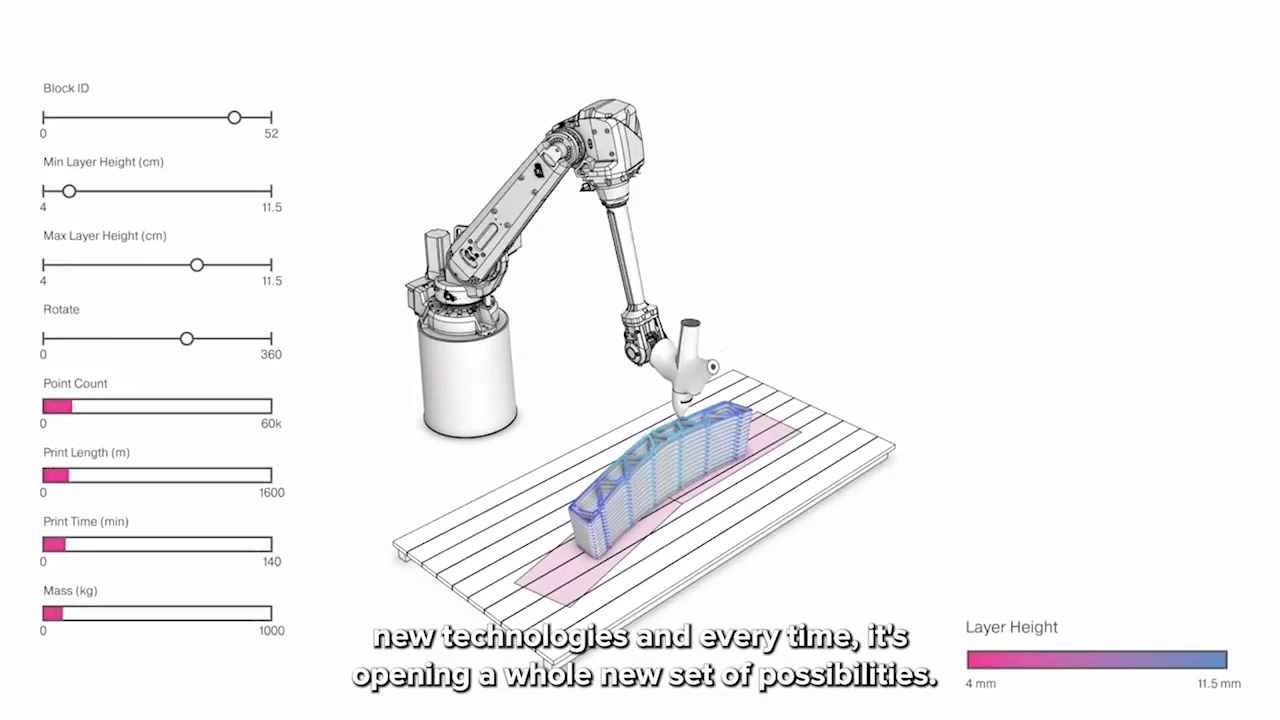 Block ID
0 52
Min Layer Height (cm)
4 11.5
Max Layer Height (cm)
4 11.5
Rotate
0 360
Point Count
0 60k
Print Length (m)
0 1600
Print Time (min)
0 140
Mass (kg)
0 1000
new technologies and every time, it's
opening a whole new set of possibilities.
Layer Height
4 mm 11.5 mm